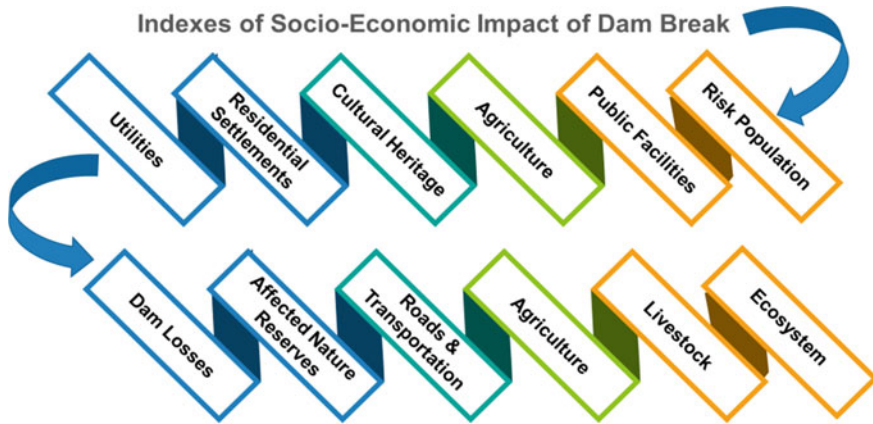 Indexes of Socio-Economic Impact of Dam Break
Utilities
Residential
Settlements
Cultural Heritage
Agriculture
Public Facilities
Risk Population
Dam Losses
Affected Nature
Reserves
Roads &
Transportation
Agriculture
Livestock
Ecosystem